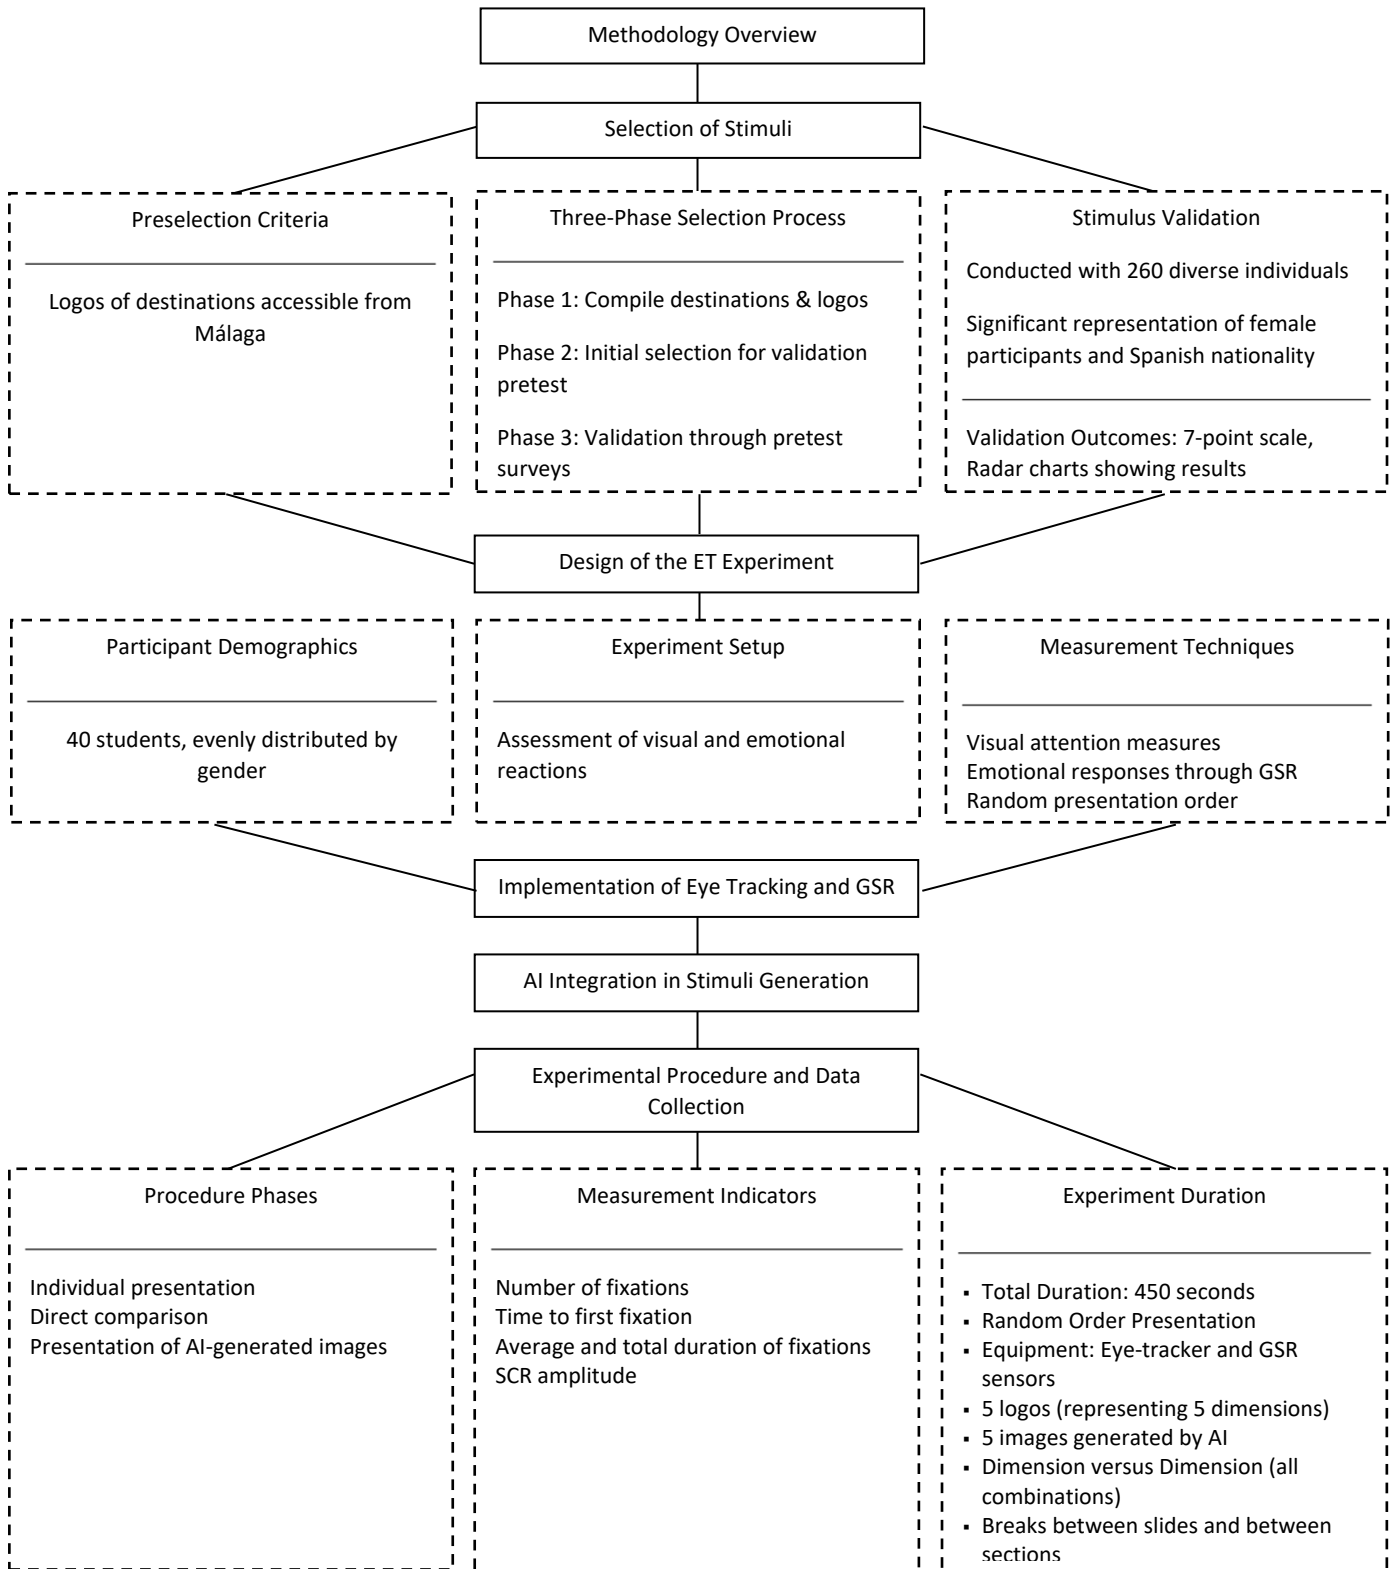 Methodology Overview
Selection of Stimuli
Preselection Criteria
Logos of destinations accessible from
Málaga
Three-Phase Selection Process
Phase 1: Compile destinations & logos
Phase 2: Initial selection for validation
pretest
Phase 3: Validation through pretest
surveys
Stimulus Validation
Conducted with 260 diverse individuals
Significant representation of female
participants and Spanish nationality
Validation Outcomes: 7-point scale,
Radar charts showing results
Design of the ET Experiment
Participant Demographics
40 students, evenly distributed by
gender
Experiment Setup
Assessment of visual and emotional
reactions
Measurement Techniques
Visual attention measures
Emotional responses through GSR
Random presentation order
Implementation of Eye Tracking and GSR
AI Integration in Stimuli Generation
Experimental Procedure and Data
Collection
Procedure Phases
Individual presentation
Direct comparison
Presentation of AI-generated images
Measurement Indicators
Number of fixations
Time to first fixation
Average and total duration of fixations
SCR amplitude
Experiment Duration
▪ Total Duration: 450 seconds
▪ Random Order Presentation
▪ Equipment: Eye-tracker and GSR
sensors
▪ 5 logos (representing 5 dimensions)
▪ 5 images generated by AI
▪ Dimension versus Dimension (all
combinations)
▪ Breaks between slides and between
sections